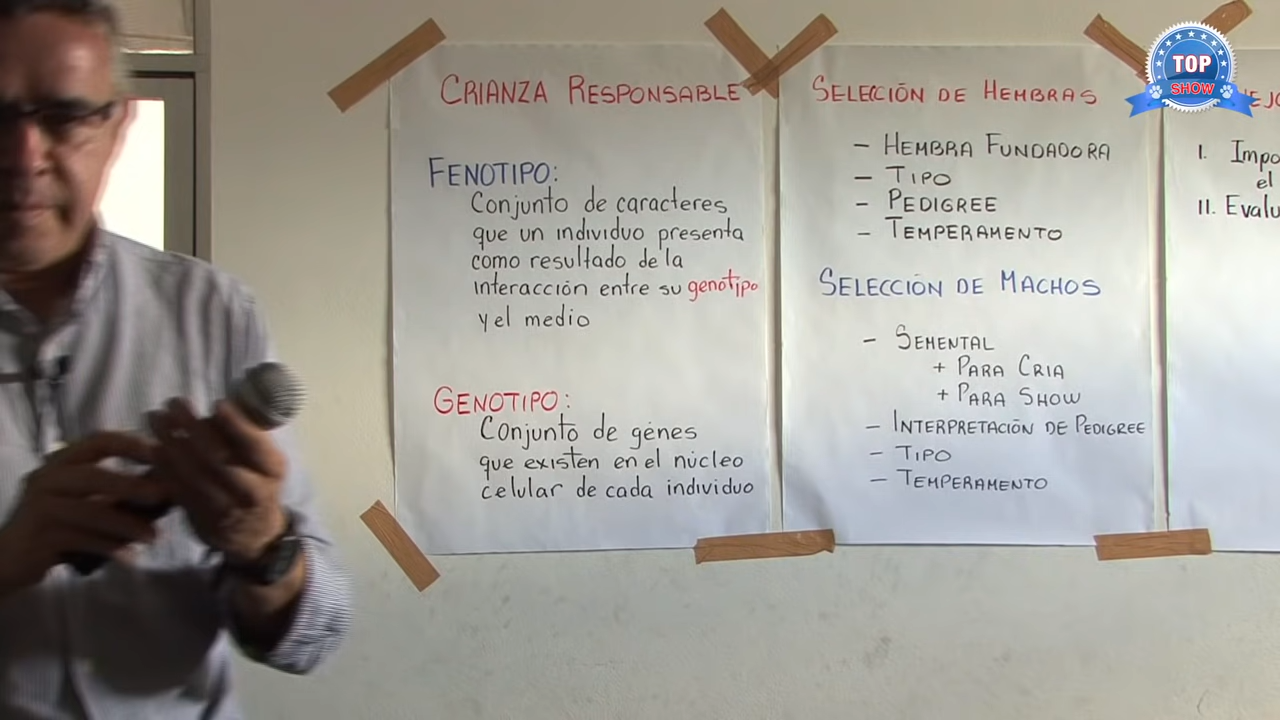 CRIANZA RESPONSABLE
FENOTIPO:
Conjunto de caracteres
que un individuo presenta
como resultado de la
interacción entre su genotipo
y el medio
GENOTIPO:
Conjunto de genes
que existen en el núcleo
celular de cada individuo
SELECCIÓN DE HEMBRAS
- HEMBRA FUNDADORA
- TIPO
- PEDIGREE
- TEMPERAMENTO
SELECCIÓN DE MACHOS
- SEMENTAL
+ PARA CRIA
+ PARA SHOW
- INTERPRETACIÓN DE PEDIGREE
- TIPO
- TEMPERAMENTO
I.
el
II.
TOP
SHOW